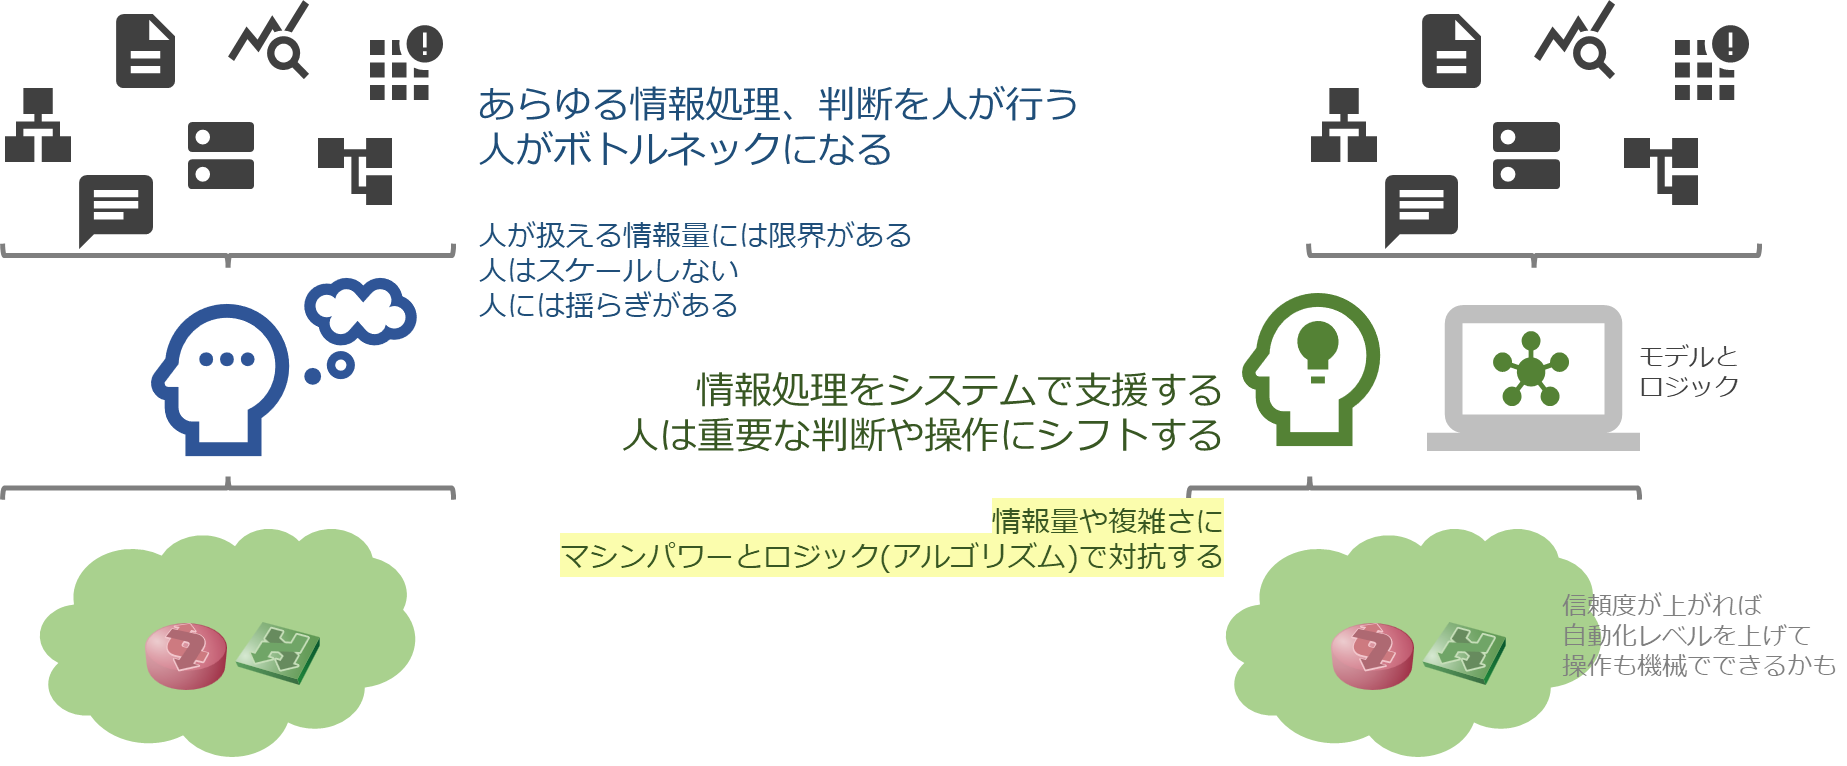 あらゆる情報処理、判断を人が行う
人がボトルネックになる
人が扱える情報量には限界がある
人はスケールしない
人には揺らぎがある
情報処理をシステムで支援する
人は重要な判断や操作にシフトする
モデルと
ロジック
情報量や複雑さに
マシンパワーとロジック(アルゴリズム)で対抗する
信頼度が上がれば
自動化レベルを上げて
操作も機械でできるかも